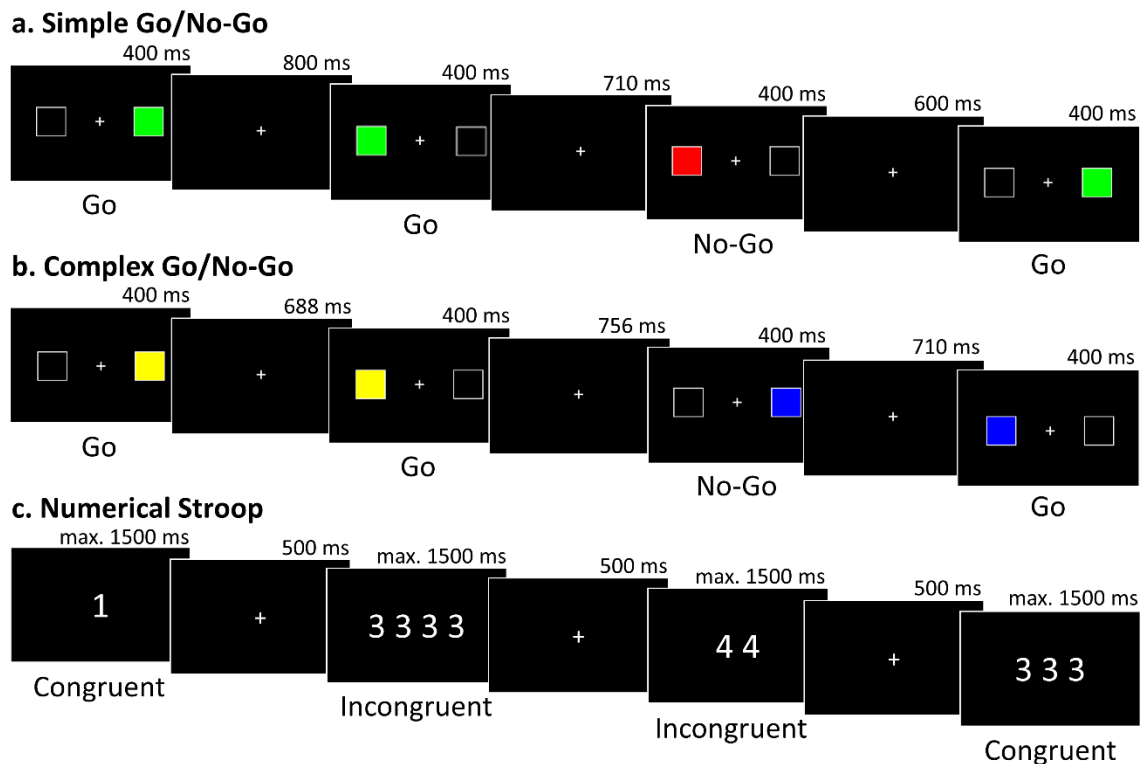 a. Simple Go/No-Go
400 ms
800 ms
400 ms
710 ms
400 ms
600 ms
400 ms
Go
Go
No-Go
Go
b. Complex Go/No-Go
400 ms
688 ms
400 ms
756 ms
400 ms
710 ms
400 ms
Go
Go
No-Go
Go
c. Numerical Stroop
max. 1500 ms
500 ms
max. 1500 ms
500 ms
max. 1500 ms
500 ms
max. 1500 ms
1
3 3 3 3
4 4
3 3 3
Congruent
Incongruent
Incongruent
Congruent